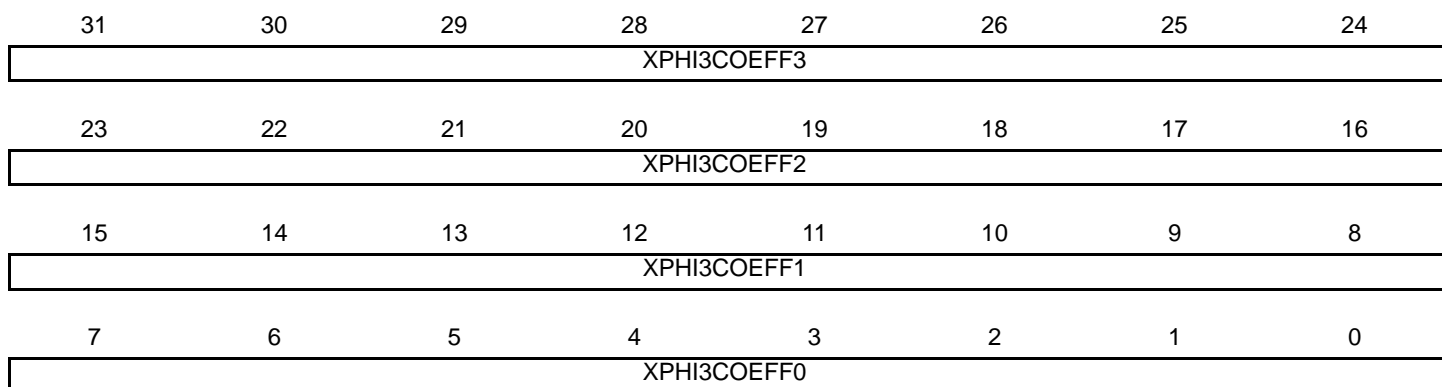 31 30 29 28 27 26 25 24
XPHI3COEFF3
23 22 21 20 19 18 17 16
XPHI3COEFF2
15 14 13 12 11 10 9 8
XPHI3COEFF1
7 6 5 4 3 2 1 0
XPHI3COEFF0